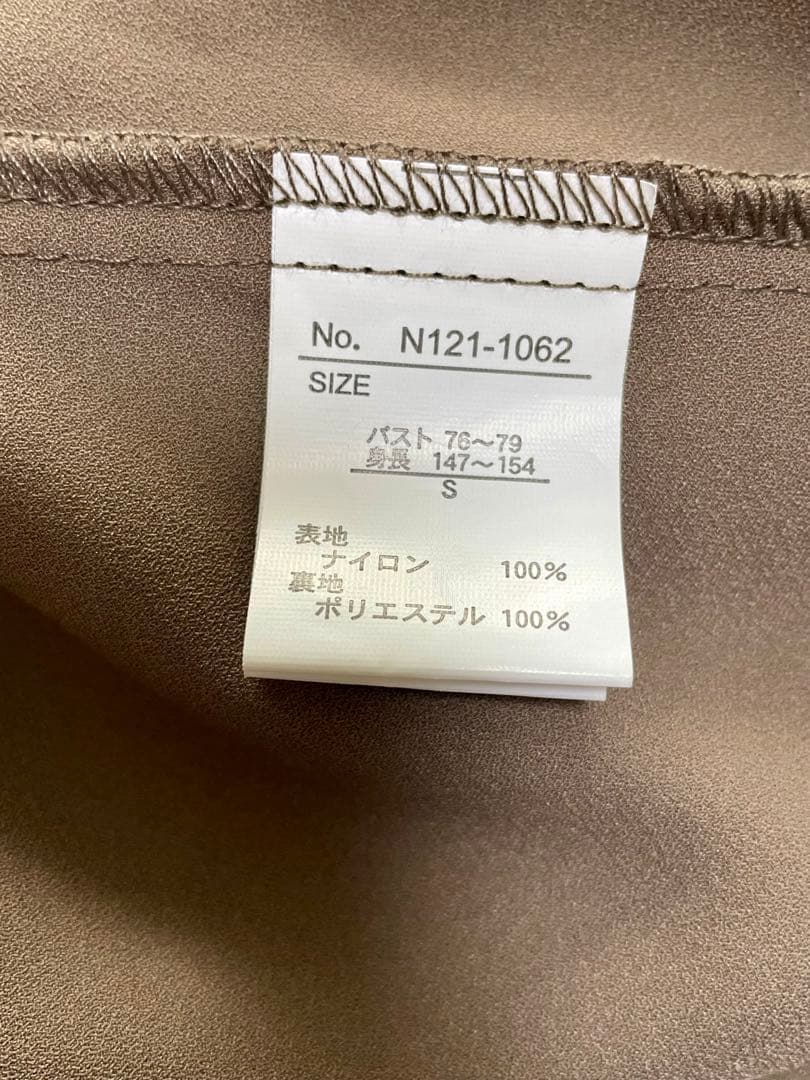 No. N121-1062
SIZE
バスト 76～79
身長 147～154
S
表地
ナイロン 100%
裏地
ポリエステル 100%